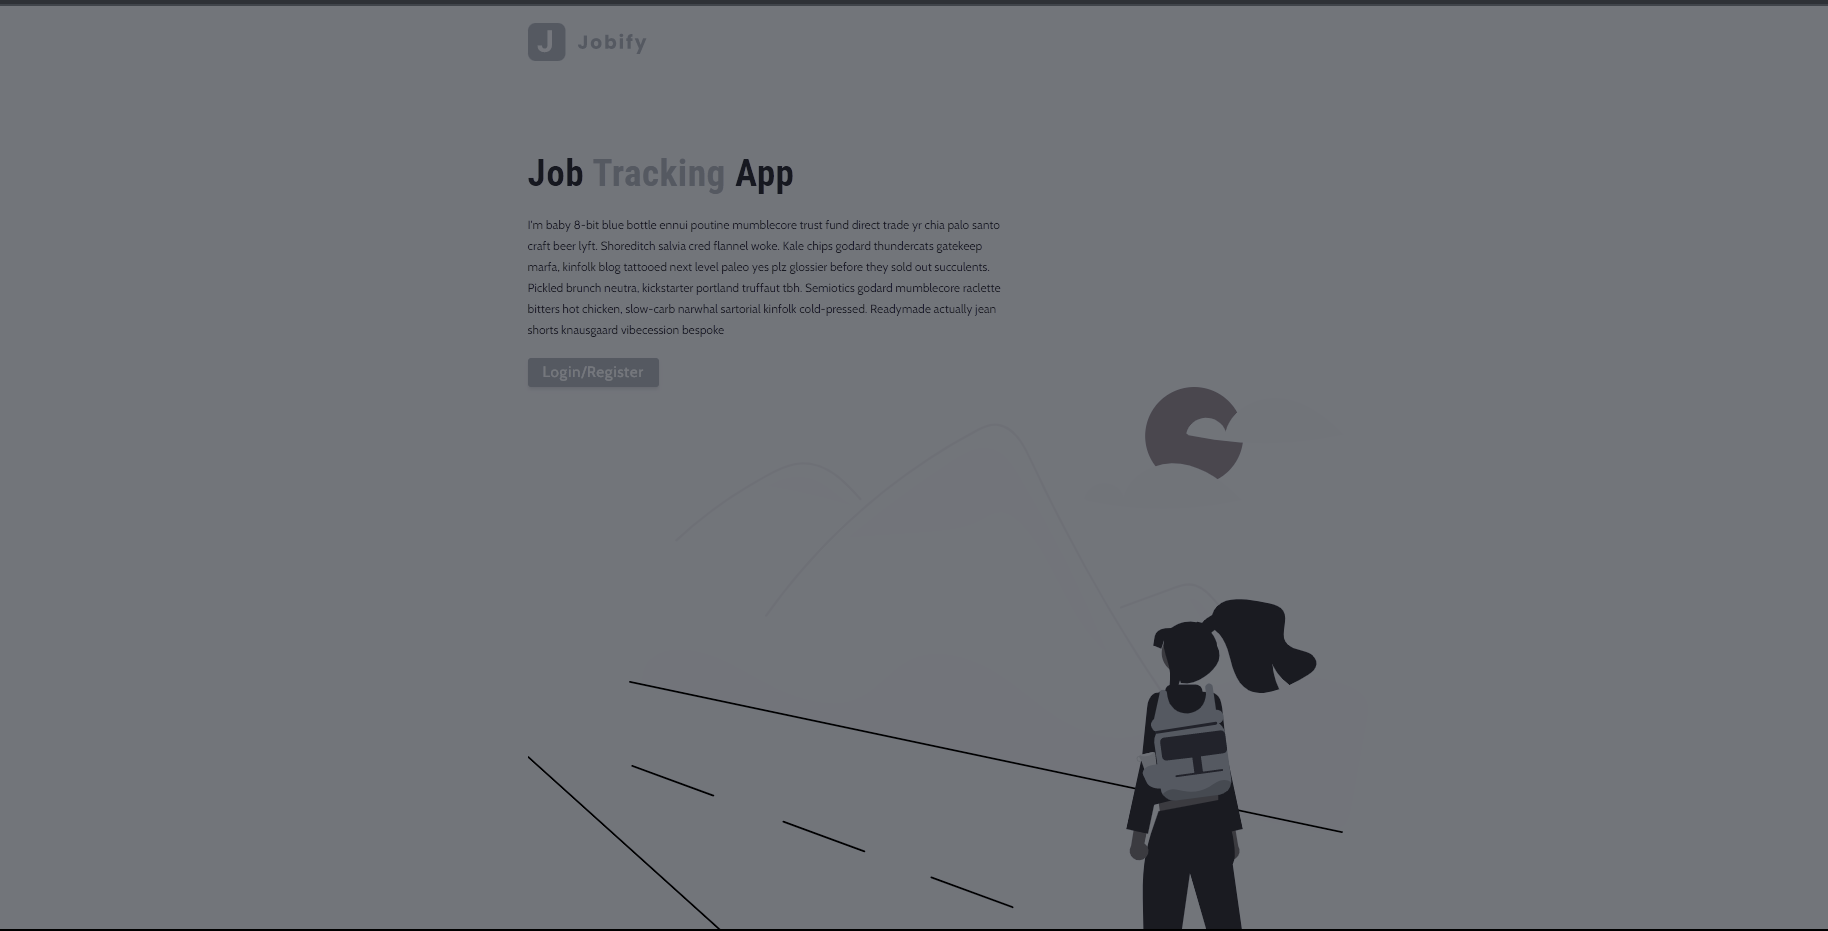 J Jobify
Job Tracking App
I'm baby 8-bit blue bottle ennui poutine mumblecore trust fund direct trade yr chia palo santo
craft beer lyft. Shoreditch salvia cred flannel woke. Kale chips godard thundercats gatekeep
marfa, kinfolk blog tattooed next level paleo yes plz glossier before they sold out succulents.
Pickled brunch neutra, kickstarter portland truffaut tbh. Semiotics godard mumblecore raclette
bitters hot chicken, slow-carb narwhal sartorial kinfolk cold-pressed. Readymade actually jean
shorts knausgaard vibecession bespoke
Login/Register